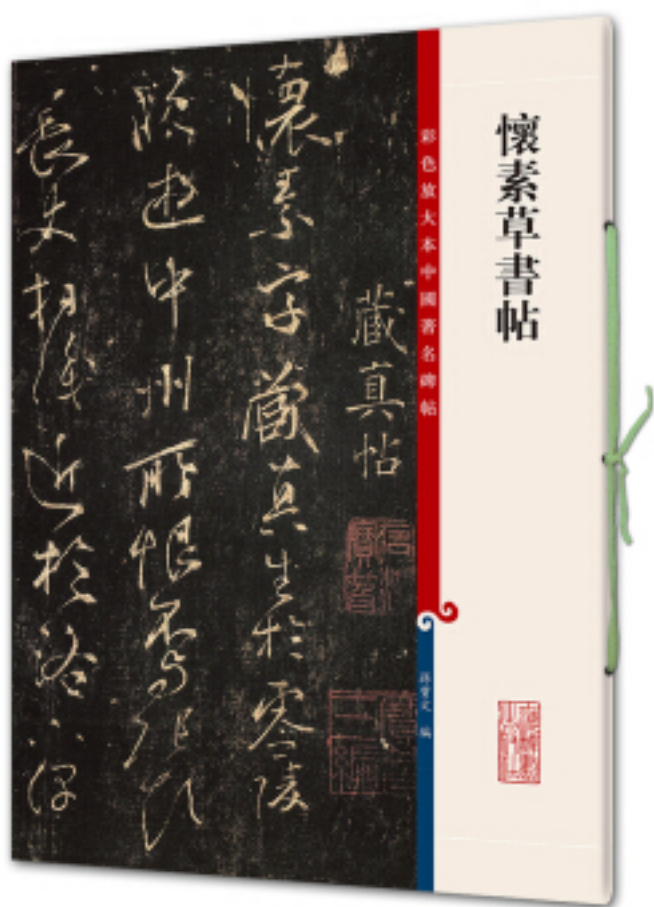 懷素草書帖
彩色放大本中國著名碑帖
孫寶文 編
藏真帖
懷素字藏真生於零陵
晚遊中州所恨不與張顛
長史相識近於洛下偶